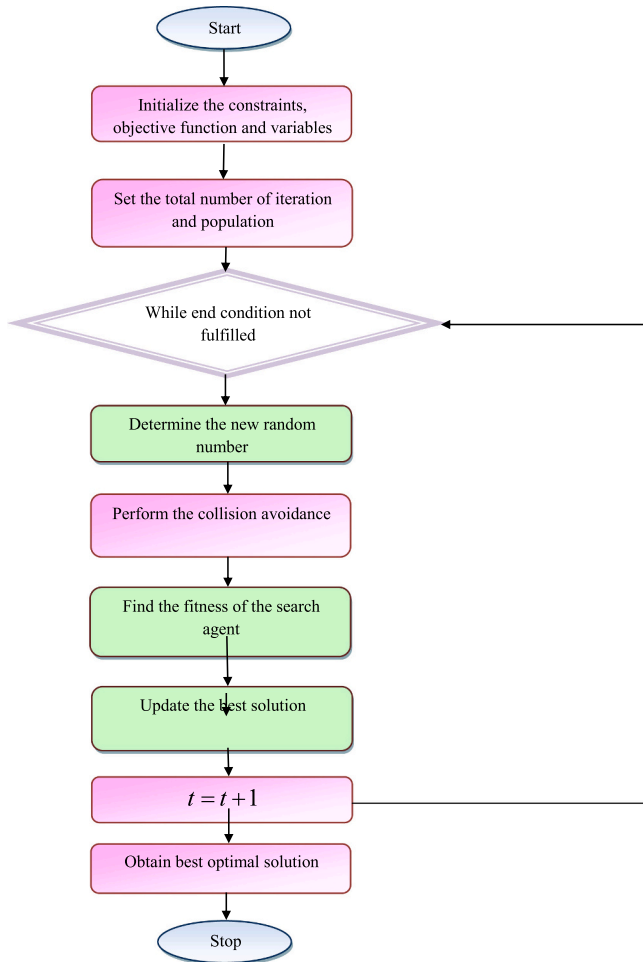 Start
Initialize the constraints,
objective function and variables
Set the total number of iteration
and population
While end condition not
fulfilled
Determine the new random
number
Perform the collision avoidance
Find the fitness of the search
agent
Update the best solution
t = t + 1
Obtain best optimal solution
Stop